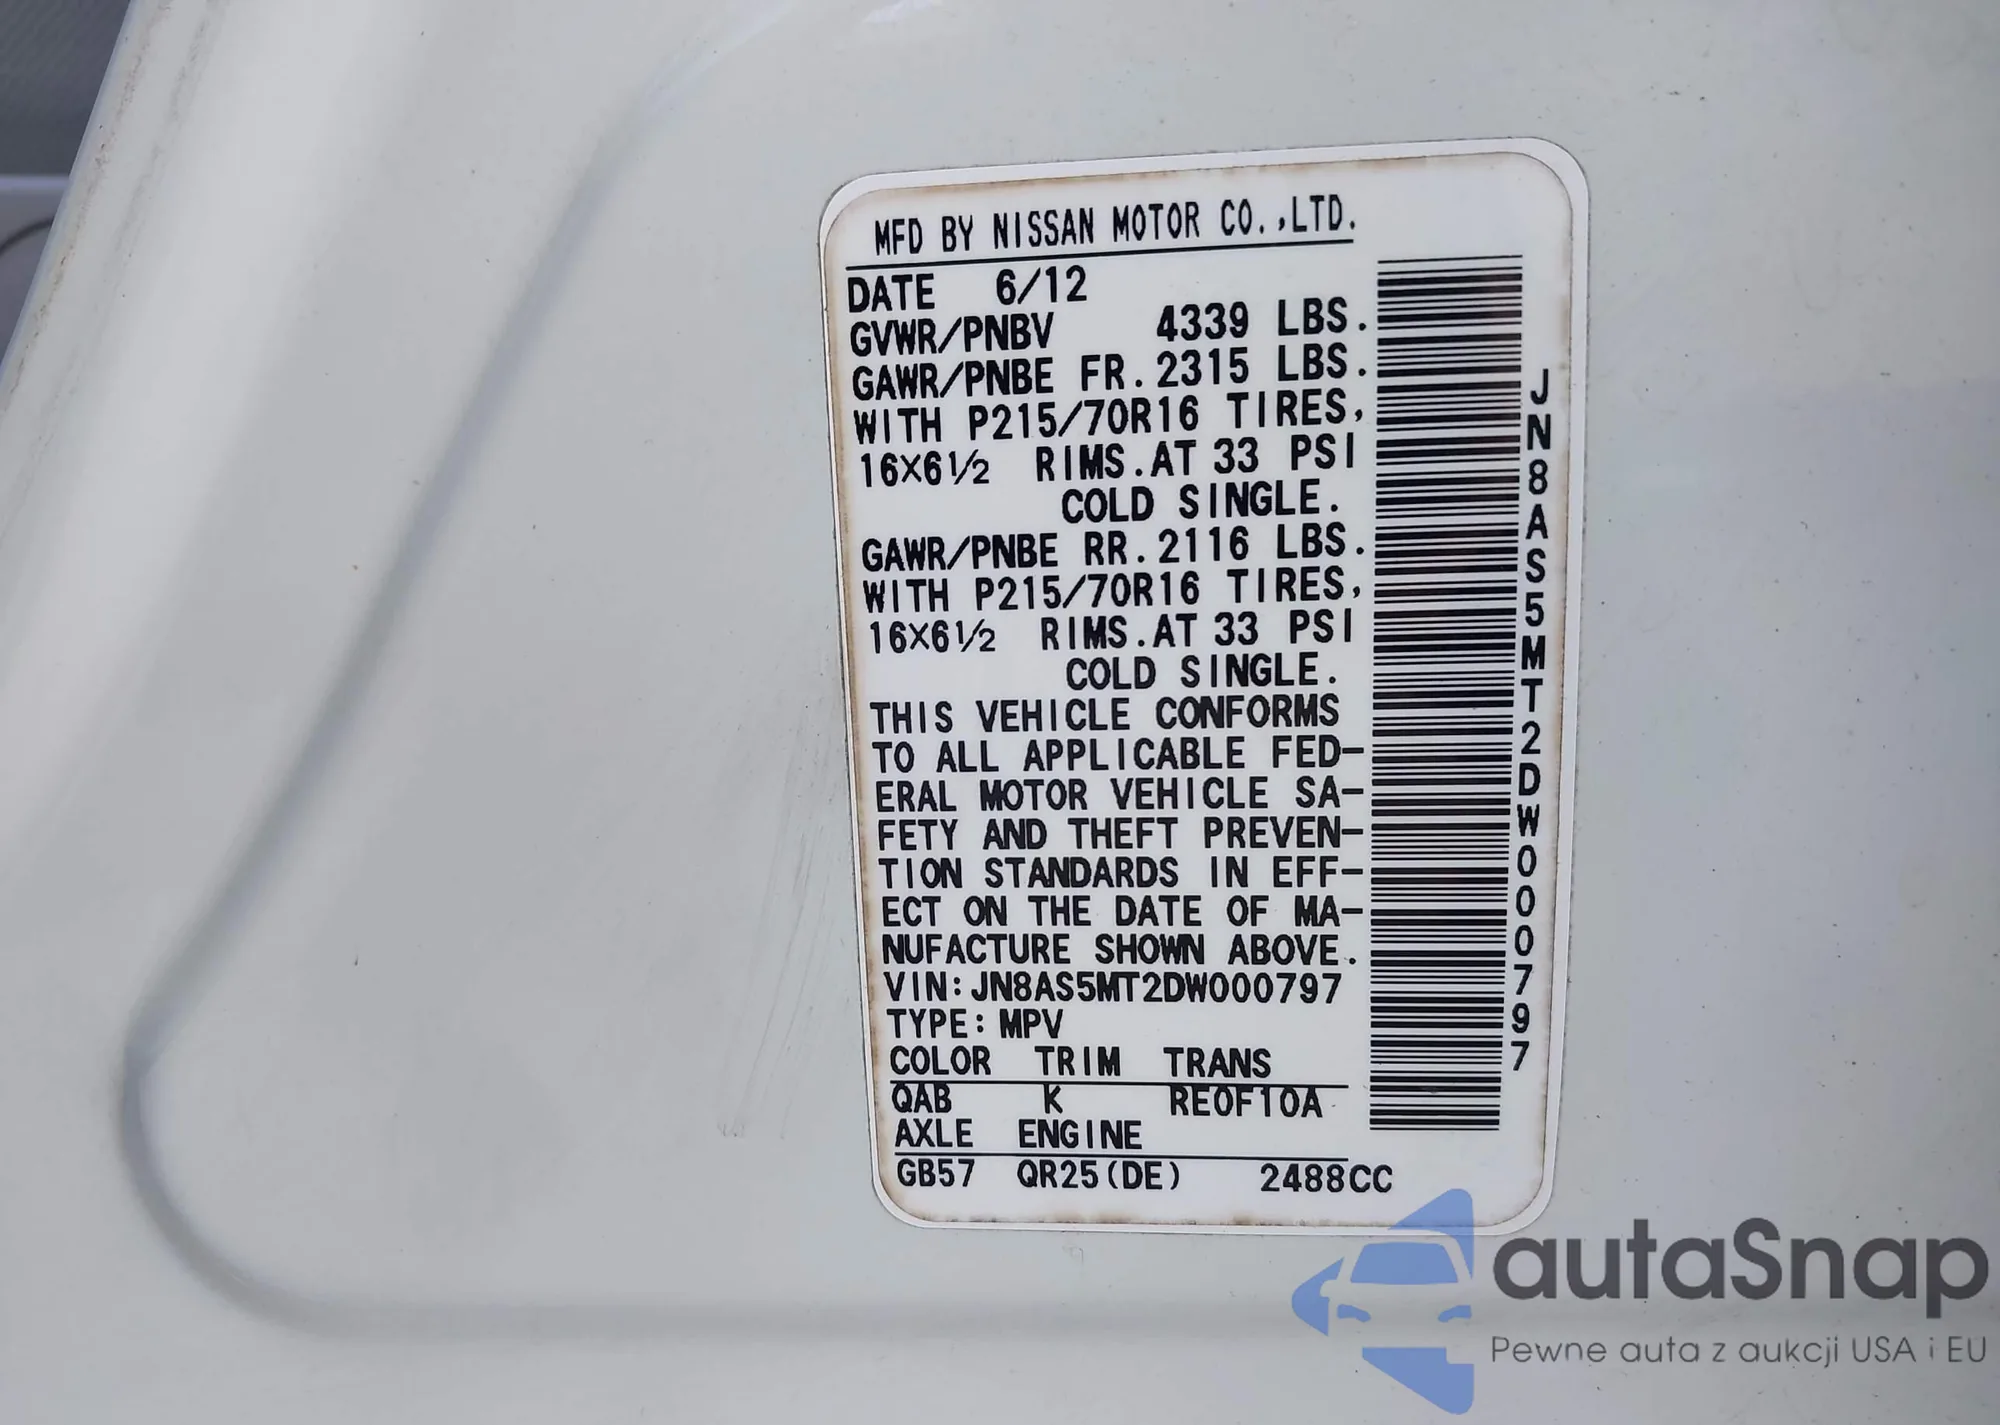 MFD BY NISSAN MOTOR CO.,LTD.
DATE 6/12
GVWR/PNBV 4339 LBS.
GAWR/PNBE FR.2315 LBS.
WITH P215/70R16 TIRES,
16X6½ RIMS.AT 33 PSI
COLD SINGLE.
GAWR/PNBE RR.2116 LBS.
WITH P215/70R16 TIRES,
16X6½ RIMS.AT 33 PSI
COLD SINGLE.
THIS VEHICLE CONFORMS
TO ALL APPLICABLE FED-
ERAL MOTOR VEHICLE SA-
FETY AND THEFT PREVEN-
TION STANDARDS IN EFF-
ECT ON THE DATE OF MA-
NUFACTURE SHOWN ABOVE.
VIN:JN8AS5MT2DW000797
TYPE:MPV
COLOR TRIM TRANS
QAB K RE0F10A
AXLE ENGINE
GB57 QR25(DE) 2488CC
JN8AS5MT2DW000797
autaSnap
Pewne auta z aukcji USA i EU